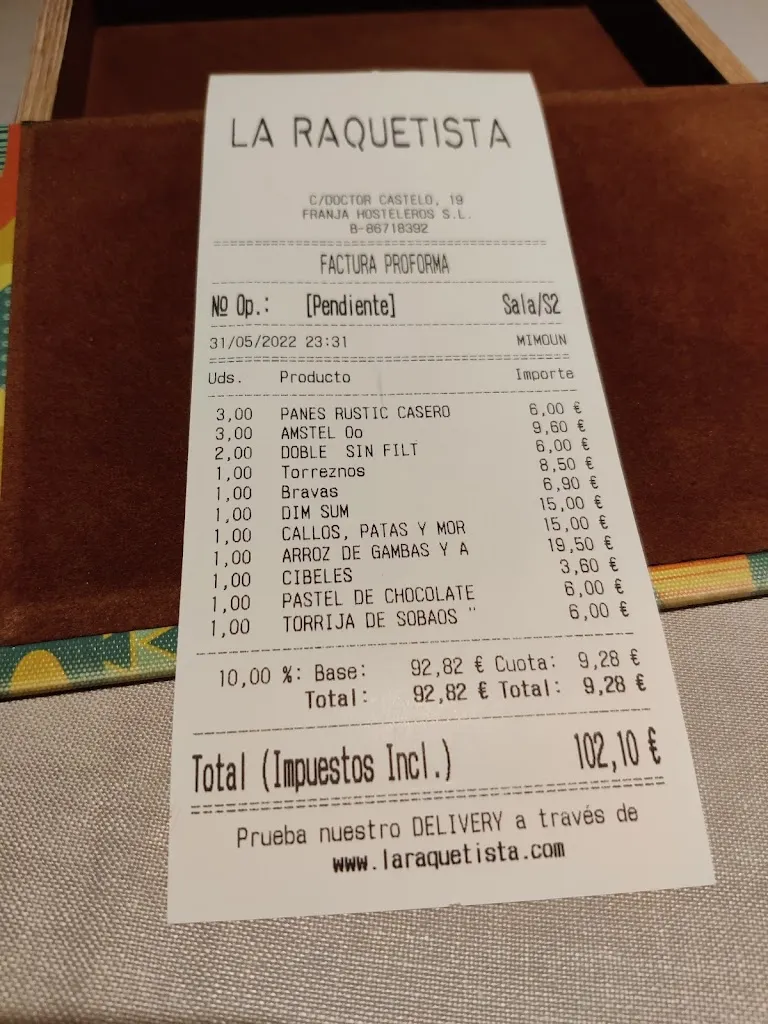 LA RAQUETISTA
C/DOCTOR CASTELO, 19
FRANJA HOSTELEROS S.L.
B-86718392
FACTURA PROFORMA
Nº Op.: [Pendiente] Sala/S2
31/05/2022 23:31 MIMOUN
Uds. Producto Importe
3,00 PANES RUSTIC CASERO 6,00 €
3,00 AMSTEL 0o 9,60 €
2,00 DOBLE SIN FILT 6,00 €
1,00 Torreznos 8,50 €
1,00 Bravas 6,90 €
1,00 DIM SUM 15,00 €
1,00 CALLOS, PATAS Y MOR 15,00 €
1,00 ARROZ DE GAMBAS Y A 19,50 €
1,00 CIBELES 3,60 €
1,00 PASTEL DE CHOCOLATE 6,00 €
1,00 TORRIJA DE SOBAOS " 6,00 €
10,00 %: Base: 92,82 € Cuota: 9,28 €
Total: 92,82 € Total: 9,28 €
Total (Impuestos Incl.) 102,10 €
Prueba nuestro DELIVERY a través de
www.laraquetista.com